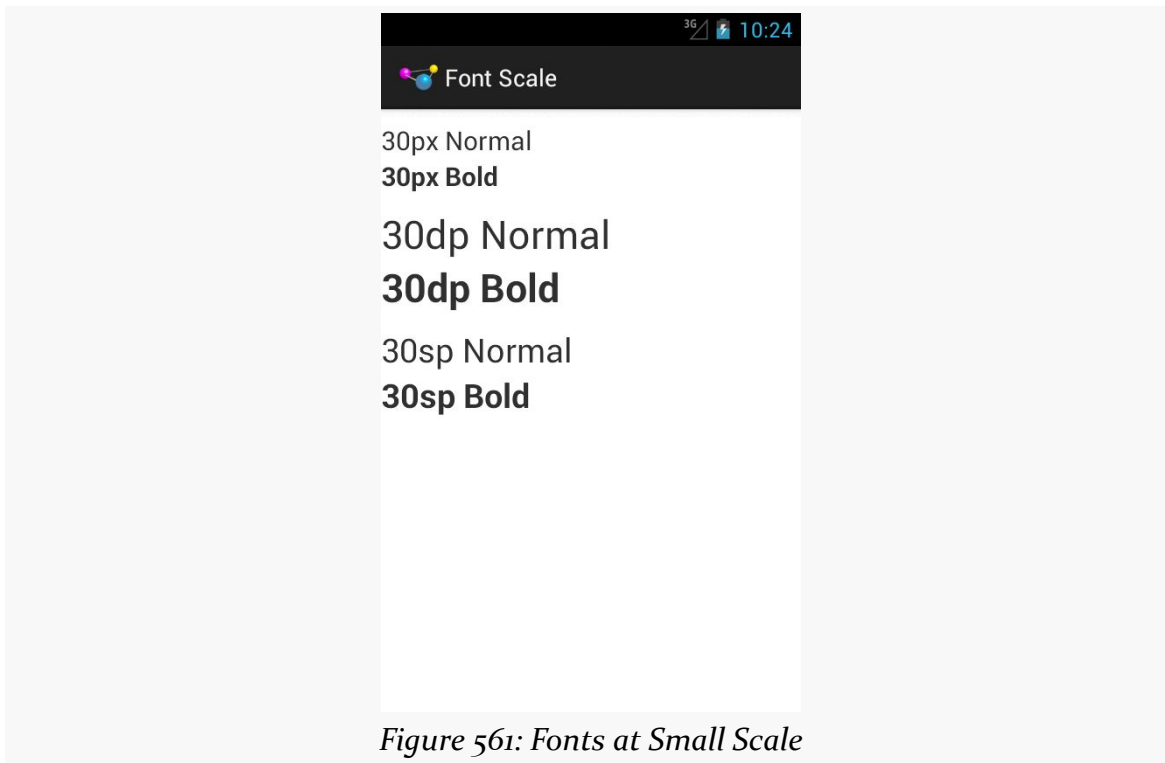 3G 10:24
Font Scale
30px Normal
30px Bold
30dp Normal
30dp Bold
30sp Normal
30sp Bold
Figure 561: Fonts at Small Scale